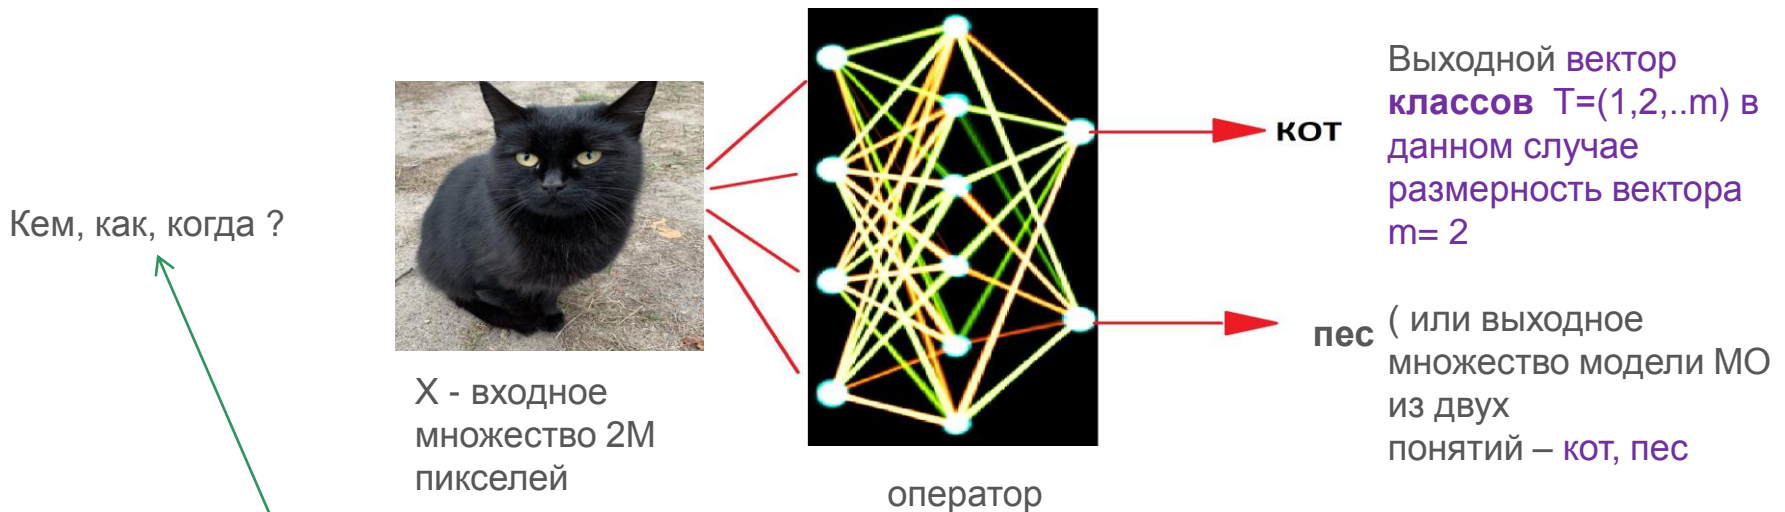 Кем, как, когда ?
X - входное
множество 2М
пикселей
оператор
кот
пес
Выходной вектор
классов T=(1,2,..m) в
данном случае
размерность вектора
m= 2
( или выходное
множество модели МО
из двух
понятий – кот, пес